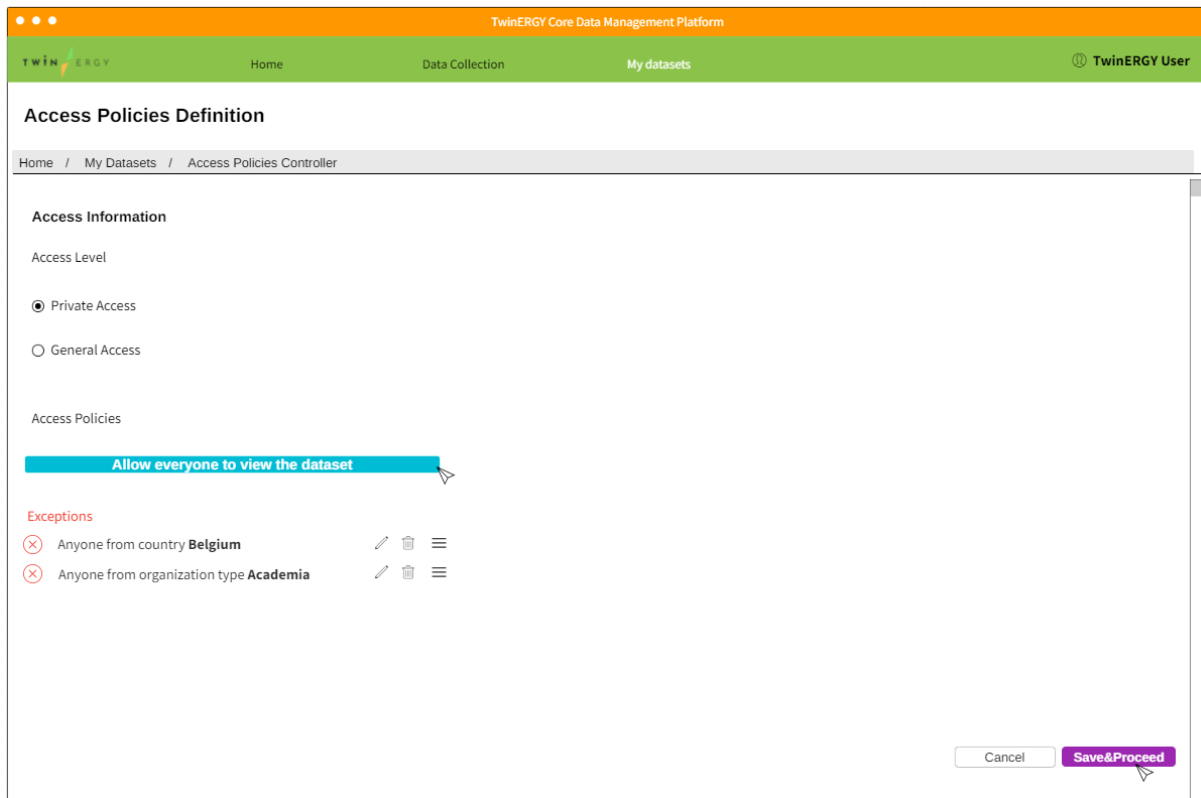 TwinERGY Core Data Management Platform
TWIN ERGY Home Data Collection My datasets TwinERGY User
Access Policies Definition
Home / My Datasets / Access Policies Controller
Access Information
Access Level
Private Access
General Access
Access Policies
Allow everyone to view the dataset
Exceptions
Anyone from country Belgium
Anyone from organization type Academia
Cancel Save&Proceed